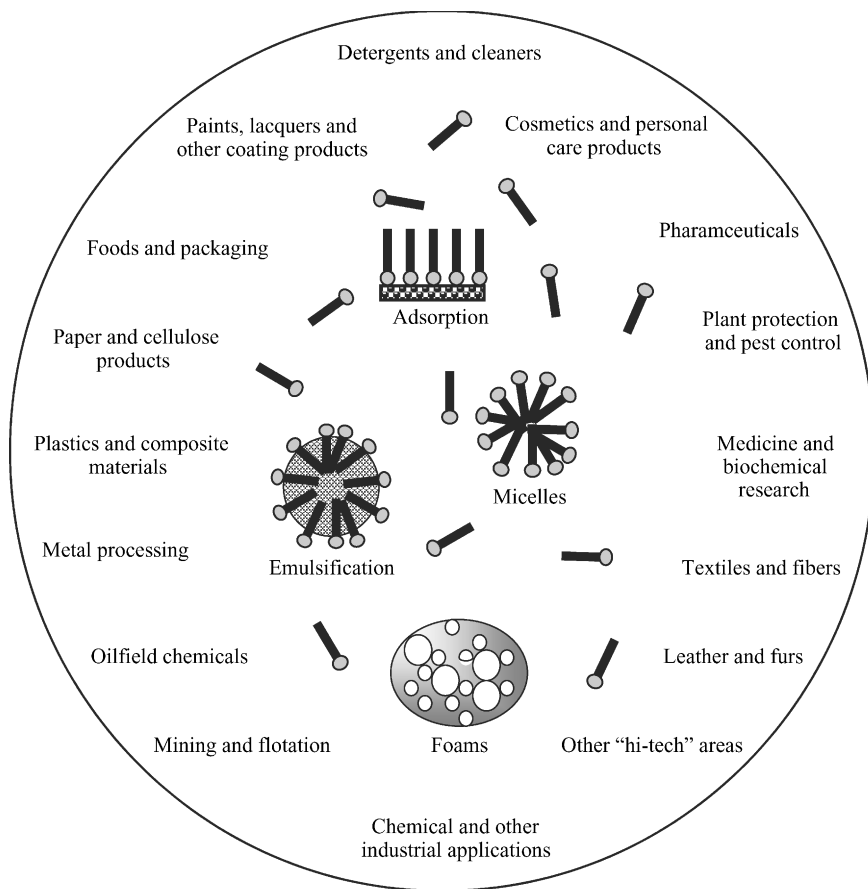 Detergents and cleaners
Paints, lacquers and
other coating products
Cosmetics and personal
care products
Foods and packaging
Pharamceuticals
Adsorption
Paper and cellulose
products
Plant protection
and pest control
Plastics and composite
materials
Micelles
Medicine and
biochemical
research
Metal processing
Emulsification
Textiles and fibers
Oilfield chemicals
Leather and furs
Mining and flotation
Foams
Other “hi-tech” areas
Chemical and other
industrial applications